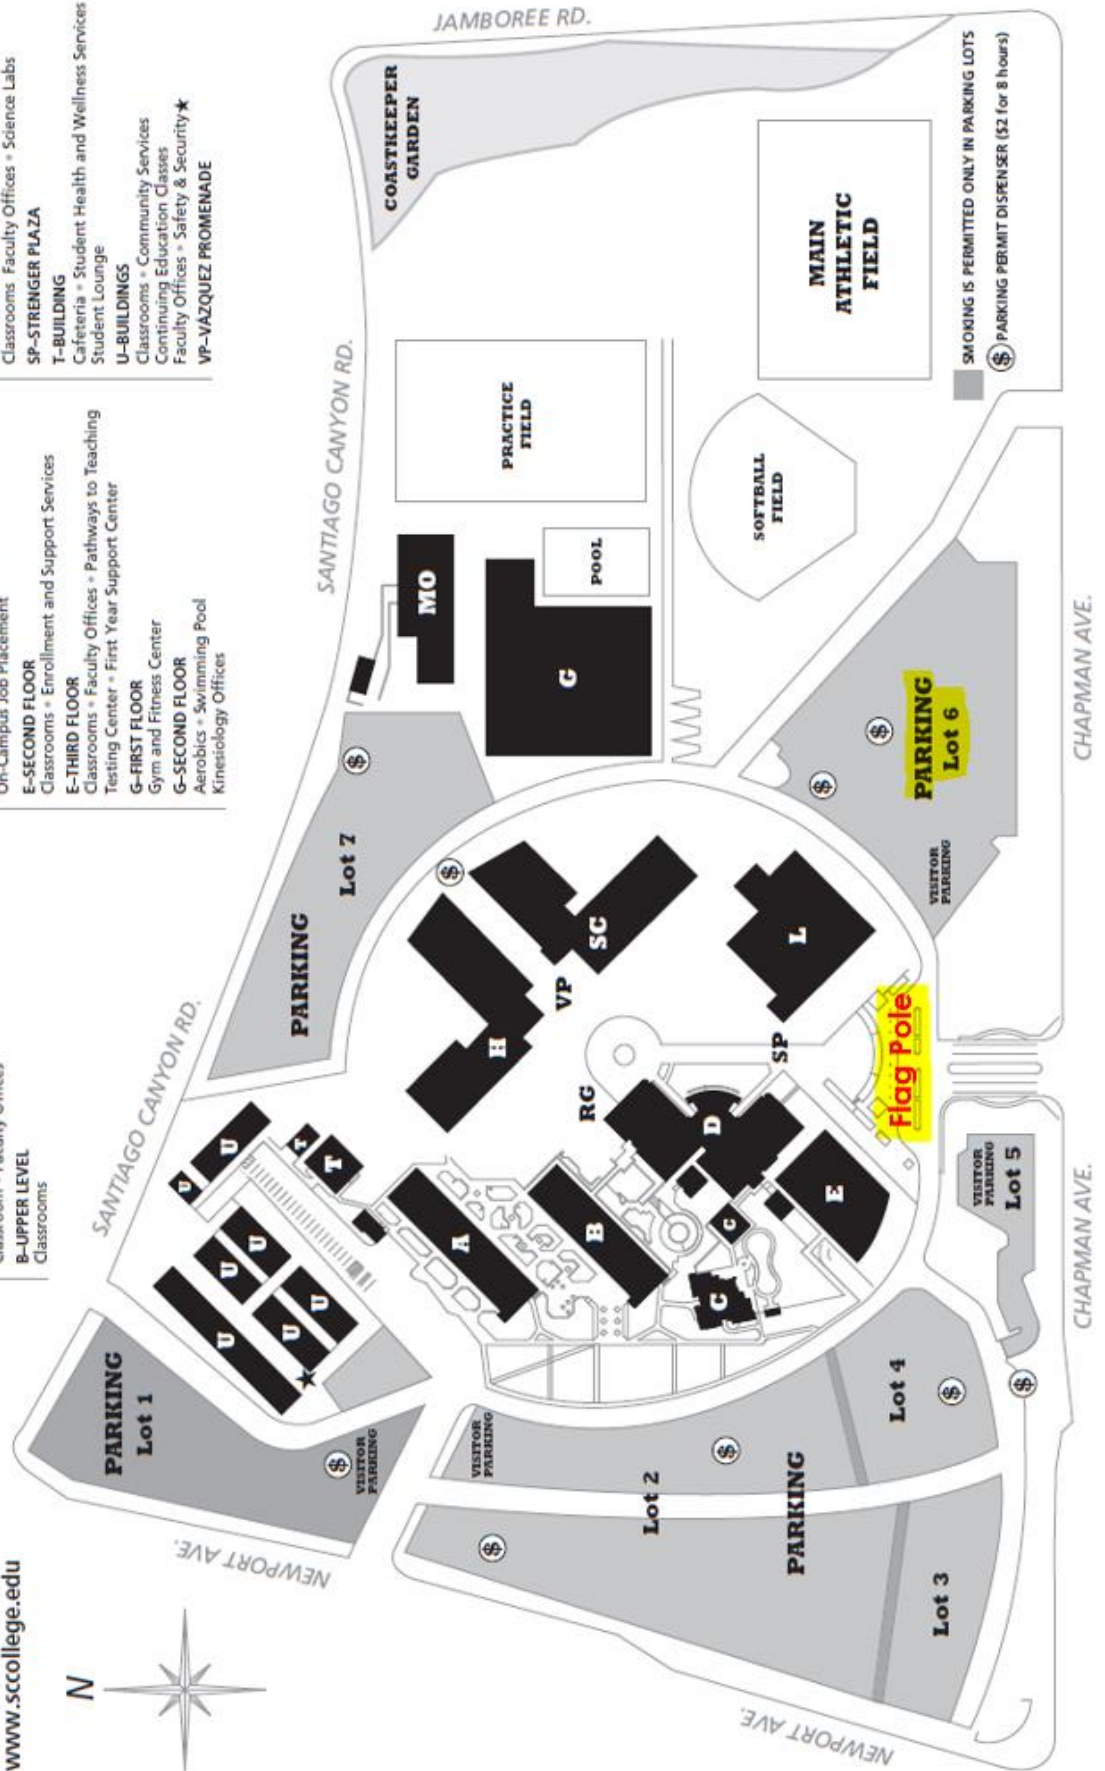 www.sccollege.edu
N
B–UPPER LEVEL
Classrooms
On-Campus Job Placement
E–SECOND FLOOR
Classrooms • Enrollment and Support Services
E–THIRD FLOOR
Classrooms • Faculty Offices • Pathways to Teaching
Testing Center • First Year Support Center
G–FIRST FLOOR
Gym and Fitness Center
G–SECOND FLOOR
Aerobics • Swimming Pool
Kinesiology Offices
Classrooms Faculty Offices • Science Labs
SP–STRENGER PLAZA
T–BUILDING
Cafeteria • Student Health and Wellness Services
Student Lounge
U–BUILDINGS
Classrooms • Community Services
Continuing Education Classes
Faculty Offices • Safety & Security★
VP–VÁZQUEZ PROMENADE
SANTIAGO CANYON RD.
SANTIAGO CANYON RD.
JAMBOREE RD.
NEWPORT AVE.
NEWPORT AVE.
CHAPMAN AVE.
CHAPMAN AVE.
PARKING
Lot 1
VISITOR
PARKING
$
U
U
U
U
U
U
U
T
T
PARKING
Lot 7
$
$
MO
COASTKEEPER
GARDEN
PRACTICE
FIELD
POOL
G
H
VP
SC
A
B
RG
D
SP
L
C
C
E
Flag Pole
VISITOR
PARKING
Lot 2
PARKING
$
$
Lot 3
Lot 4
$
$
VISITOR
PARKING
Lot 5
VISITOR
PARKING
PARKING
Lot 6
$
$
SOFTBALL
FIELD
MAIN
ATHLETIC
FIELD
SMOKING IS PERMITTED ONLY IN PARKING LOTS
$ PARKING PERMIT DISPENSER ($2 for 8 hours)